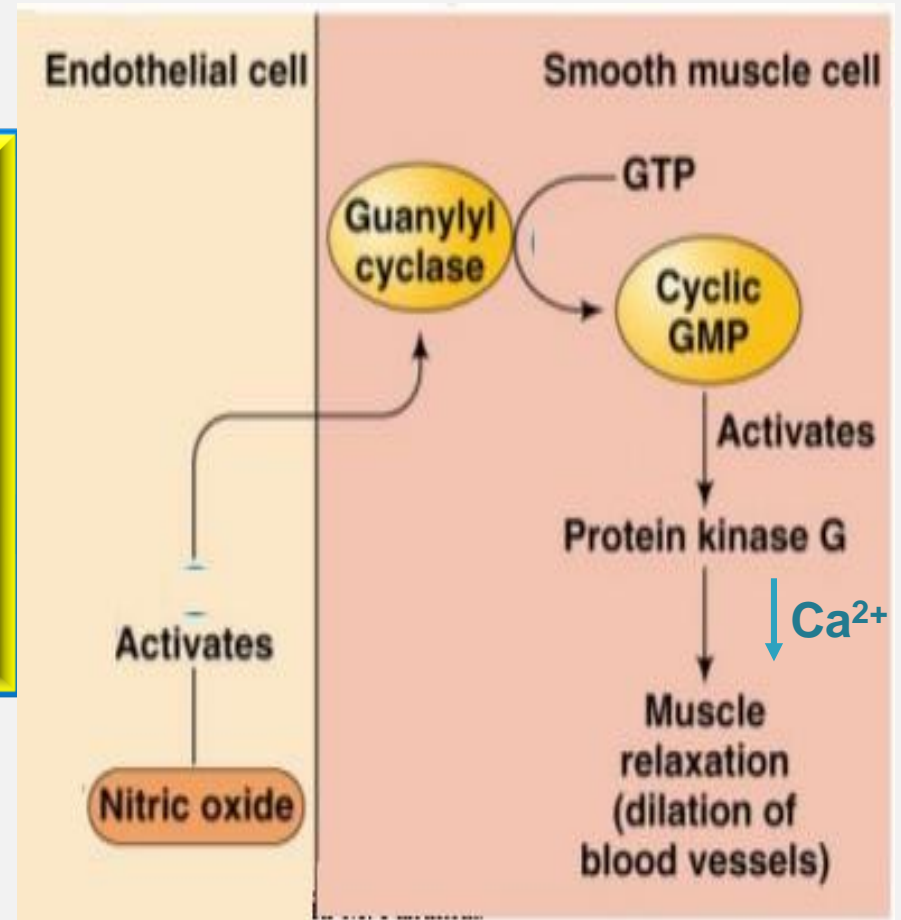 Endothelial cell
Smooth muscle cell
GTP
Guanylyl
cyclase
Cyclic
GMP
Activates
Protein kinase G
Ca²⁺
Activates
Muscle
relaxation
(dilation of
blood vessels)
Nitric oxide